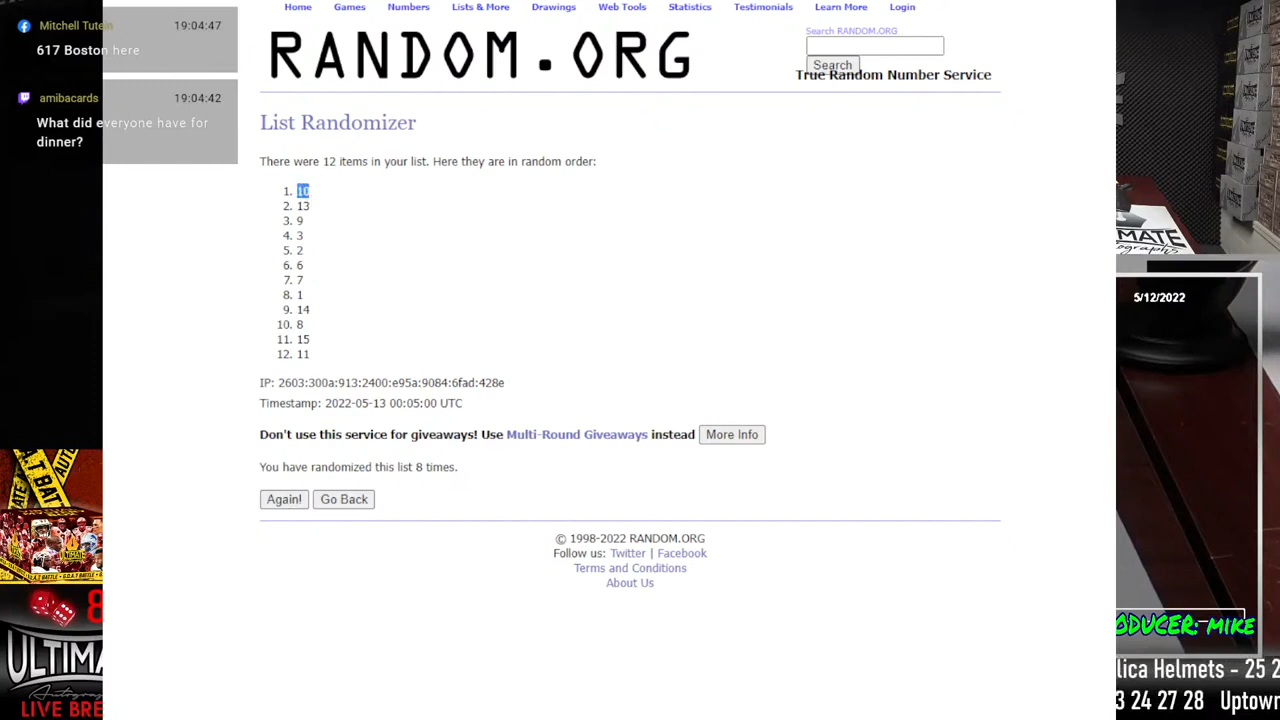 Mitchell Tutein 19:04:47
617 Boston here
amibacards 19:04:42
What did everyone have for
dinner?
Home Games Numbers Lists & More Drawings Web Tools Statistics Testimonials Learn More Login
RANDOM.ORG
Search RANDOM.ORG
Search
True Random Number Service
List Randomizer
There were 12 items in your list. Here they are in random order:
1. 10
2. 13
3. 9
4. 3
5. 2
6. 6
7. 7
8. 1
9. 14
10. 8
11. 15
12. 11
IP: 2603:300a:913:2400:e95a:9084:6fad:428e
Timestamp: 2022-05-13 00:05:00 UTC
Don't use this service for giveaways! Use Multi-Round Giveaways instead More Info
You have randomized this list 8 times.
Again! Go Back
© 1998-2022 RANDOM.ORG
Follow us: Twitter | Facebook
Terms and Conditions
About Us
5/12/2022
ODUCER: MIKE
lica Helmets - 25 2
3 24 27 28 Uptown
8
ULTIMA
Autogra
LIVE BRE